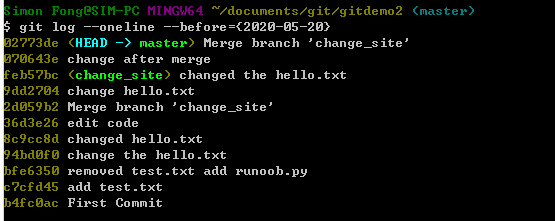 Simon Fong@SIM-PC MINGW64 ~/documents/git/gitdemo2 (master)
$ git log --oneline --before={2020-05-20}
02773de (HEAD -> master) Merge branch 'change_site'
070643e change after merge
feb57bc (change_site) changed the hello.txt
9dd2704 change hello.txt
2d059b2 Merge branch 'change_site'
36d3e26 edit code
8c9cc8d changed hello.txt
94bd0f0 change the hello.txt
bfe6350 removed test.txt add runoob.py
c7cfd45 add test.txt
b4fc0ac First Commit